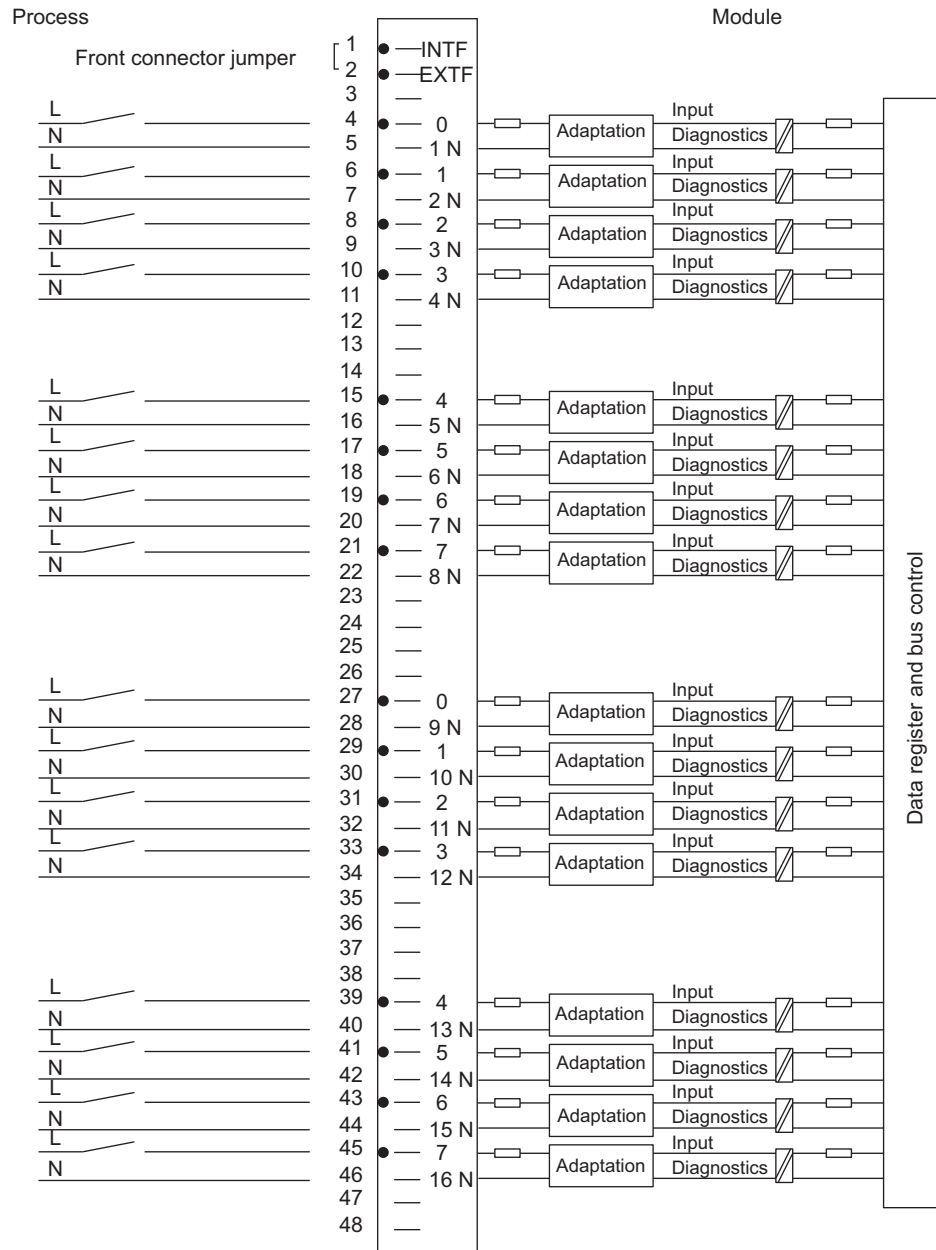 Process Module
1 INTF
Front connector jumper
2 EXTF
3
L 4 0 Adaptation Input
N 5 1 N Diagnostics
L 6 1 Adaptation Input
N 7 2 N Diagnostics
L 8 2 Adaptation Input
N 9 3 N Diagnostics
L 10 3 Adaptation Input
N 11 4 N Diagnostics
12
13
14
L 15 4 Adaptation Input
N 16 5 N Diagnostics
L 17 5 Adaptation Input
N 18 6 N Diagnostics
L 19 6 Adaptation Input
N 20 7 N Diagnostics
L 21 7 Adaptation Input
N 22 8 N Diagnostics
23
24
25
26
L 27 0 Adaptation Input
N 28 9 N Diagnostics
L 29 1 Adaptation Input
N 30 10 N Diagnostics
L 31 2 Adaptation Input
N 32 11 N Diagnostics
L 33 3 Adaptation Input
N 34 12 N Diagnostics
35
36
37
38
L 39 4 Adaptation Input
N 40 13 N Diagnostics
L 41 5 Adaptation Input
N 42 14 N Diagnostics
L 43 6 Adaptation Input
N 44 15 N Diagnostics
L 45 7 Adaptation Input
N 46 16 N Diagnostics
47
48
Data register and bus control